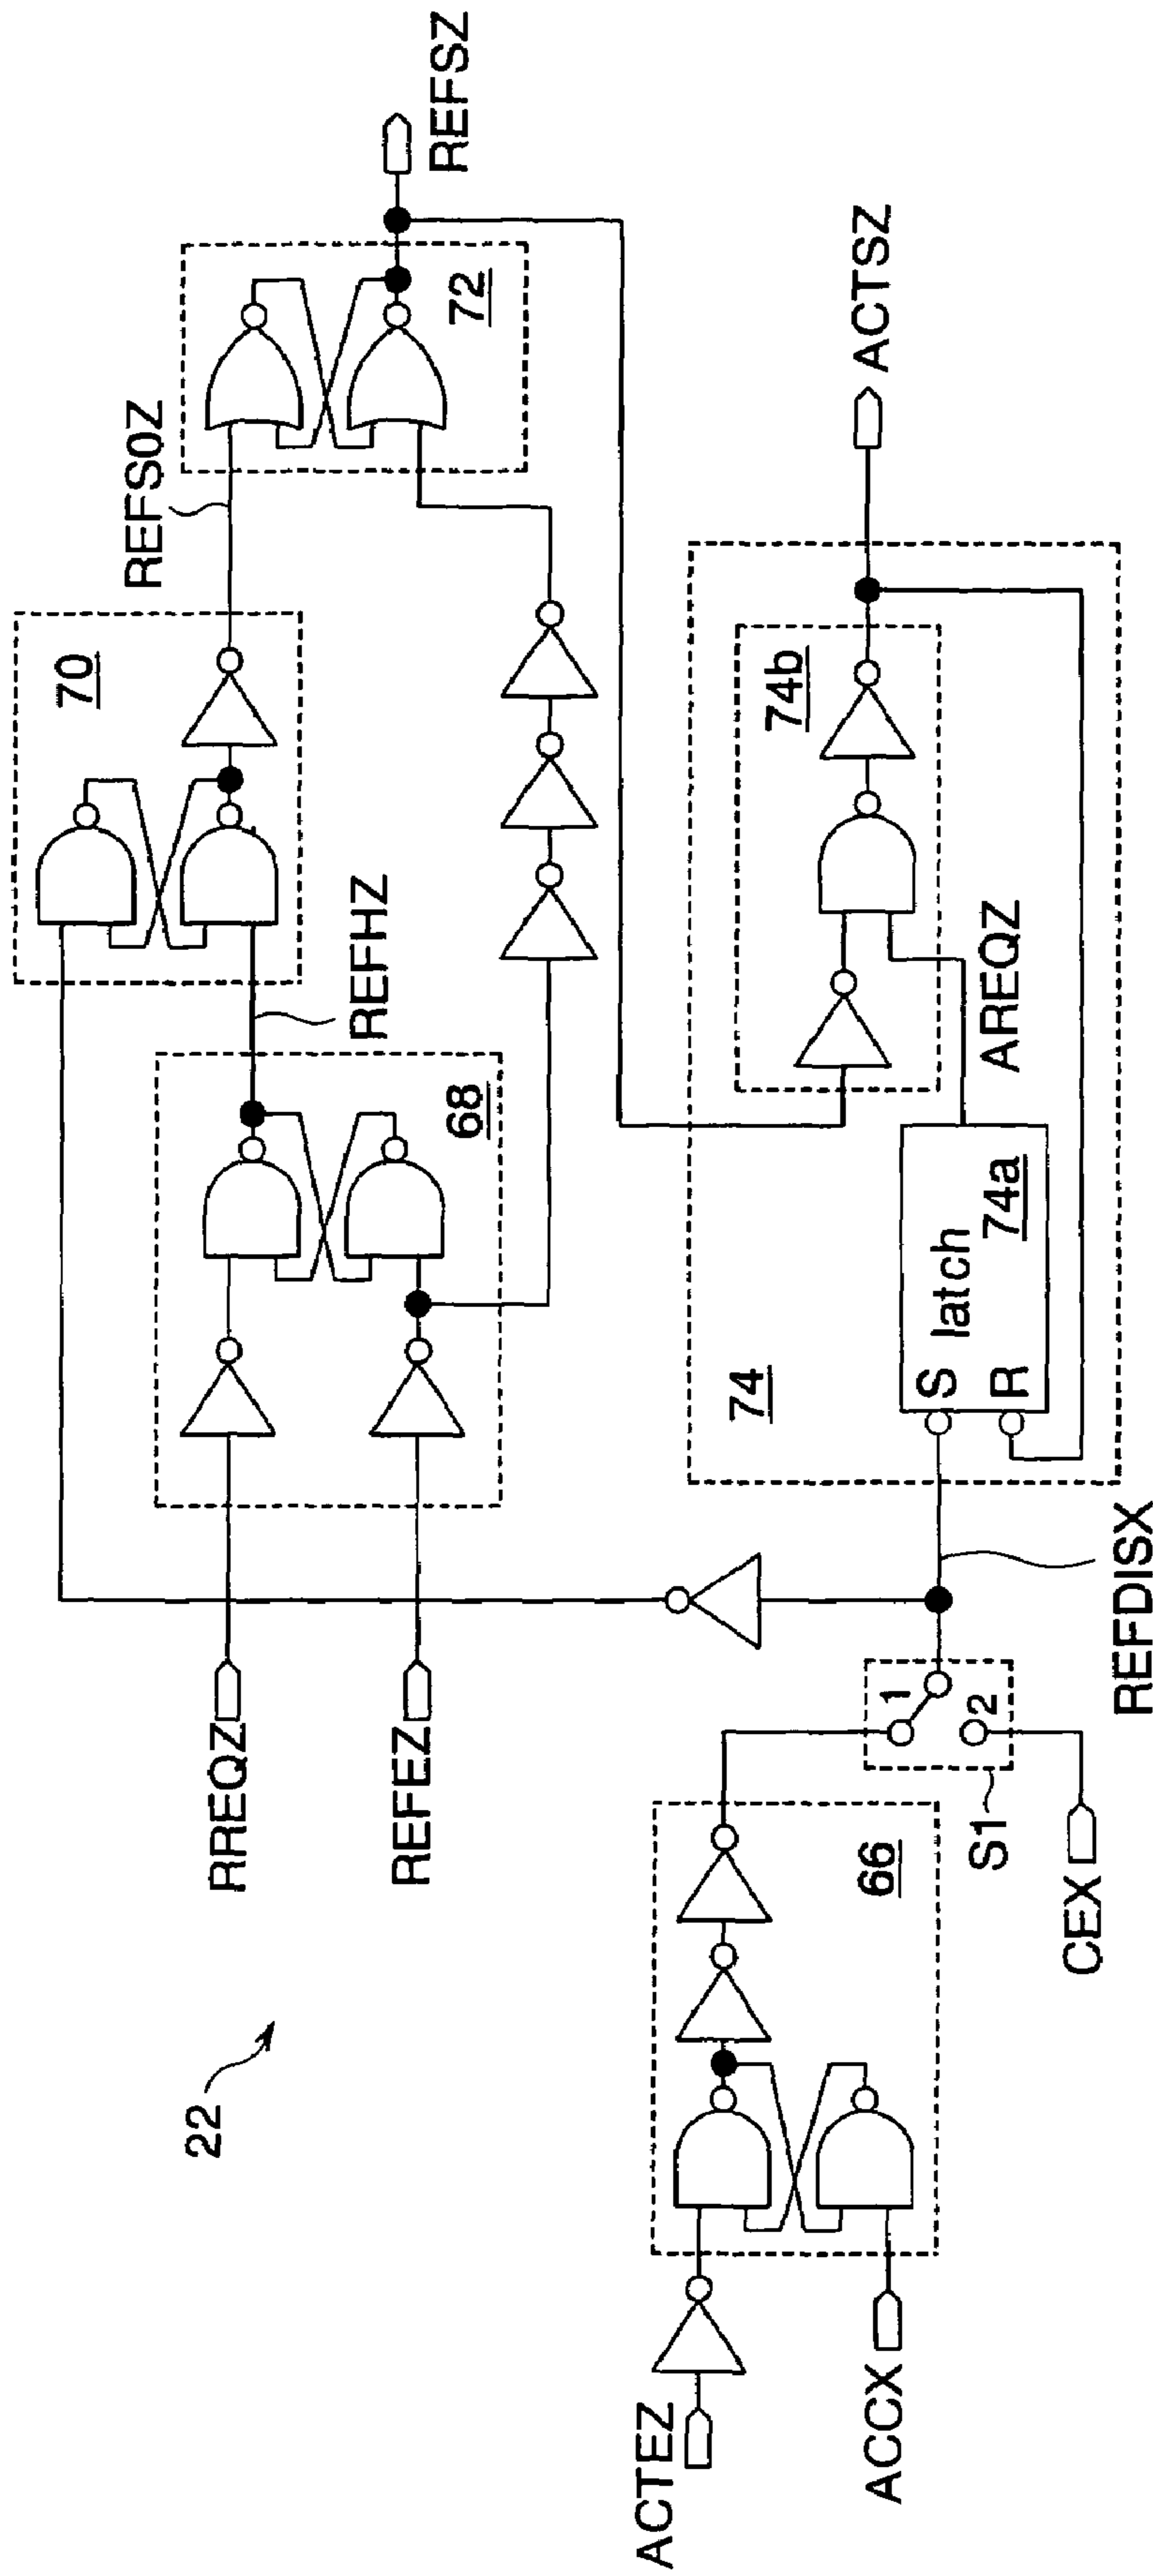 22
ACTEZ
ACCX
66
CEX
S1
1
2
REFDISX
RREQZ
REFEZ
68
REFHZ
70
REFS0Z
72
REFSZ
74
S
R
latch
74a
AREQZ
74b
ACTSZ